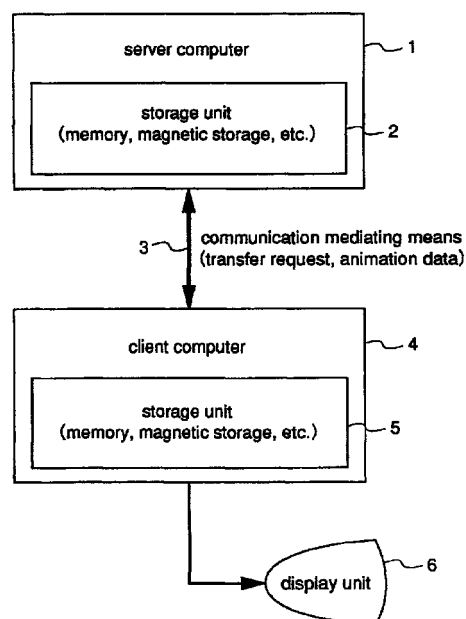 server computer
1
storage unit
(memory, magnetic storage, etc.)
2
3
communication mediating means
(transfer request, animation data)
client computer
4
storage unit
(memory, magnetic storage, etc.)
5
display unit
6